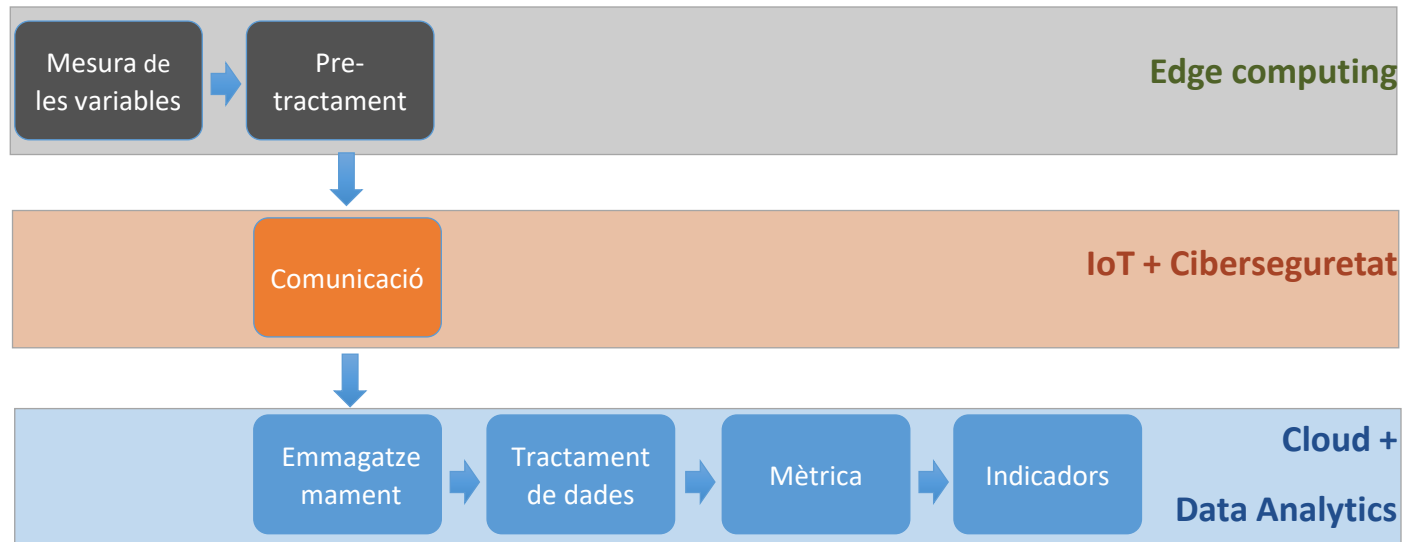 Mesura de
les variables
Pre-
tractament
Edge computing
Comunicació
IoT + Ciberseguretat
Emmagatze
mament
Tractament
de dades
Mètrica
Indicadors
Cloud +
Data Analytics